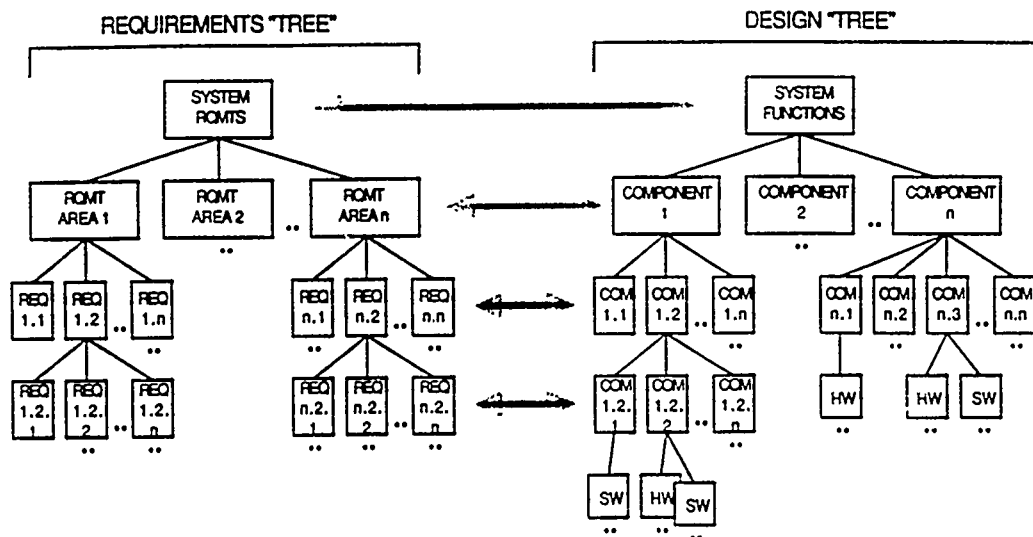 REQUIREMENTS "TREE"
DESIGN "TREE"
SYSTEM
RQMTS
SYSTEM
FUNCTIONS
RQMT
AREA 1
RQMT
AREA 2
..
RQMT
AREA n
COMPONENT
1
COMPONENT
2
..
COMPONENT
n
..
..
REQ
1.1
REQ
1.2
..
REQ
1.n
..
REQ
n.1
..
REQ
n.2
REQ
n.n
..
COM
1.1
COM
1.2
..
COM
1.n
..
COM
n.1
COM
n.2
..
COM
n.3
..
COM
n.n
..
REQ
1.2.
1
REQ
1.2.
2
..
..
REQ
1.2.
n
..
REQ
n.2.
1
..
REQ
n.2.
2
..
..
REQ
n.2.
n
..
COM
1.2.
1
COM
1.2.
2
..
COM
1.2.
n
..
HW
..
HW
..
SW
..
SW
..
HW
..
SW
..